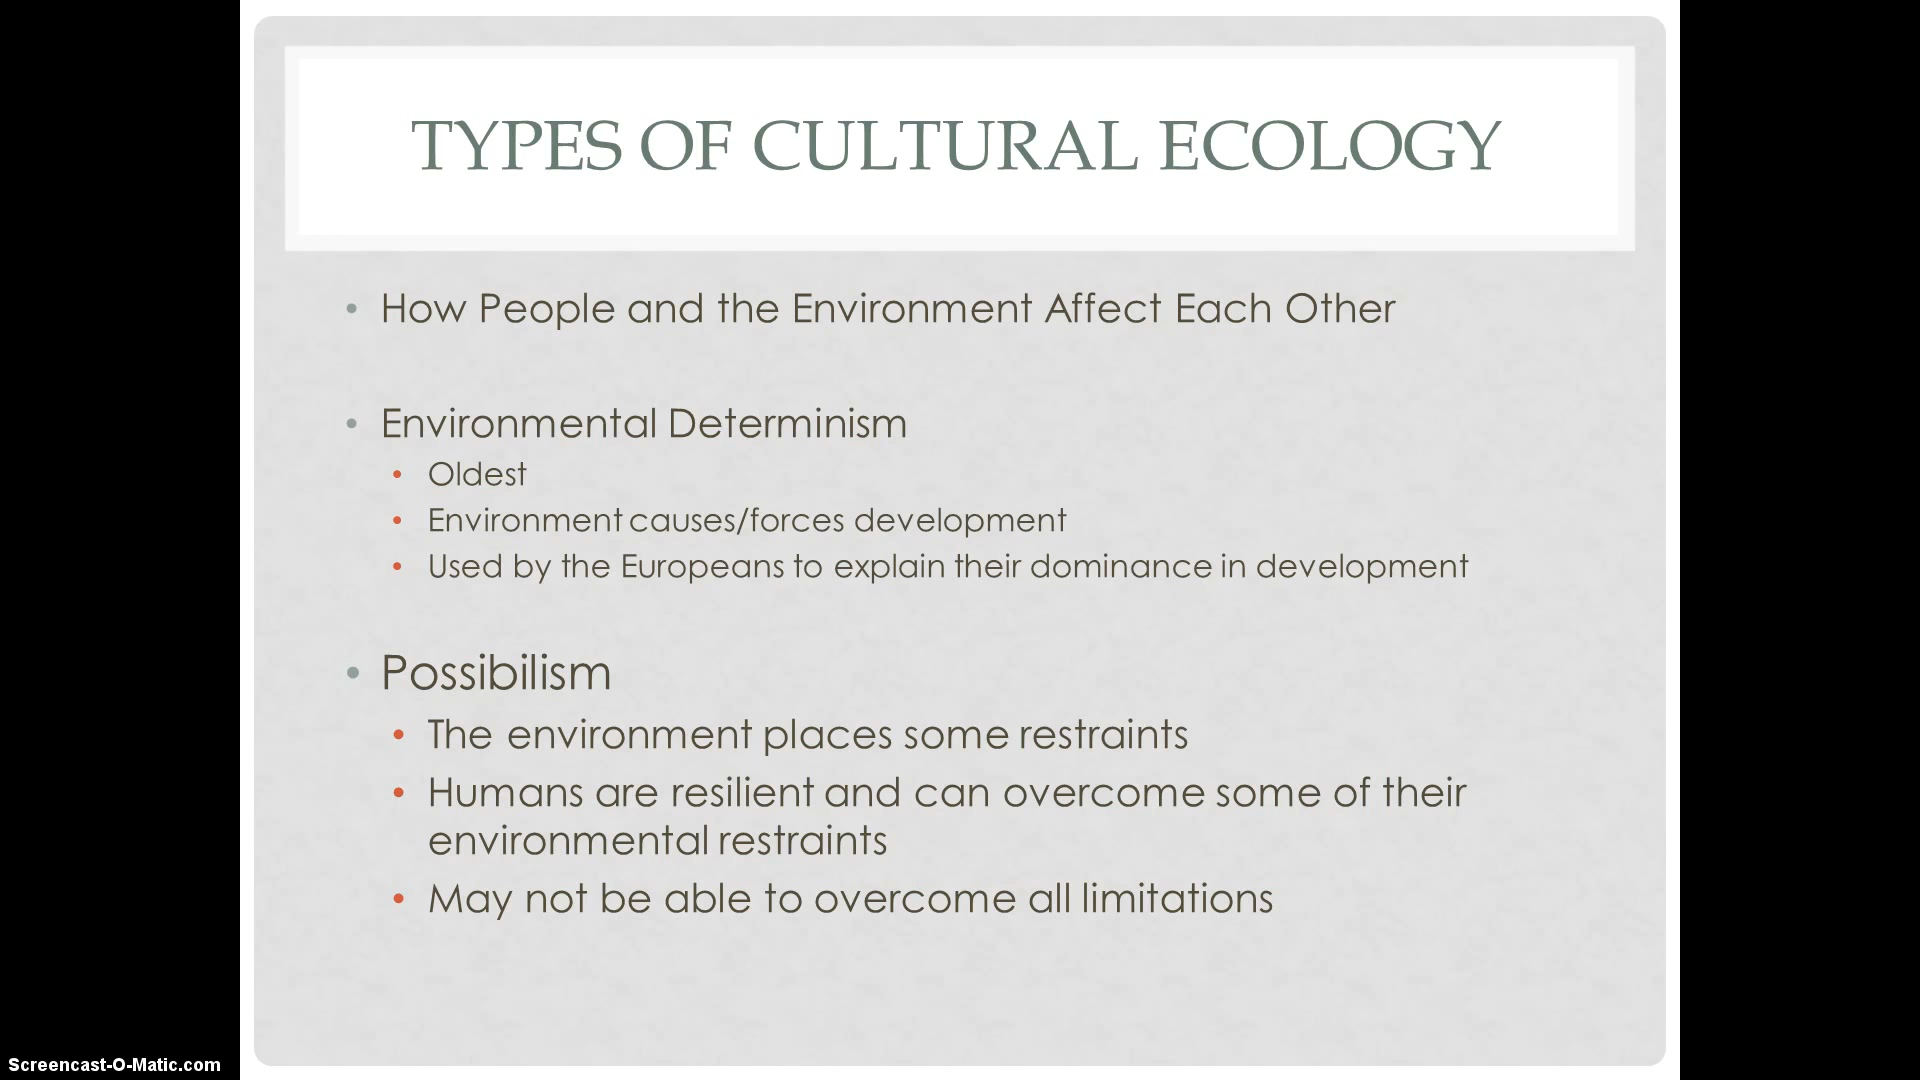 TYPES OF CULTURAL ECOLOGY
• How People and the Environment Affect Each Other
• Environmental Determinism
• Oldest
• Environment causes/forces development
• Used by the Europeans to explain their dominance in development
• Possibilism
• The environment places some restraints
• Humans are resilient and can overcome some of their
environmental restraints
• May not be able to overcome all limitations
Screencast-O-Matic.com